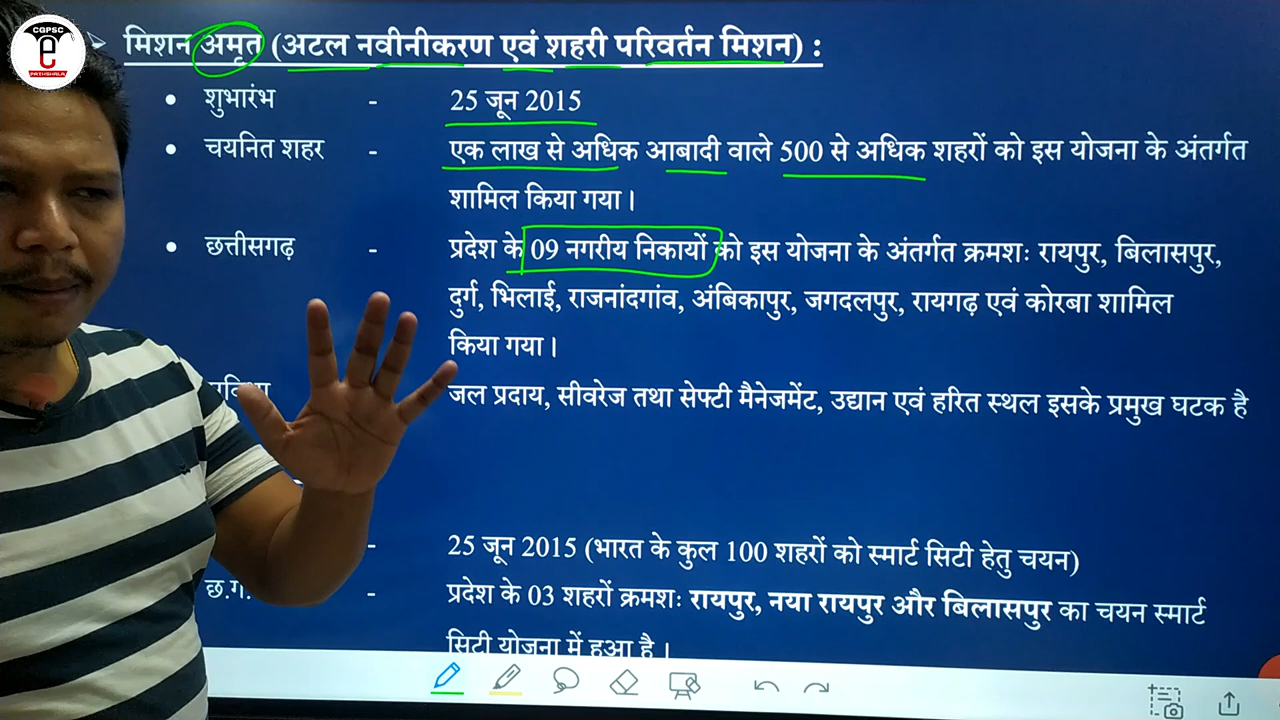 CGPSC
e
PATHSHALA
➢ मिशन अमृत (अटल नवीनीकरण एवं शहरी परिवर्तन मिशन) :
• शुभारंभ - 25 जून 2015
• चयनित शहर - एक लाख से अधिक आबादी वाले 500 से अधिक शहरों को इस योजना के अंतर्गत
शामिल किया गया।
• छत्तीसगढ़ - प्रदेश के 09 नगरीय निकायों को इस योजना के अंतर्गत क्रमशः रायपुर, बिलासपुर,
दुर्ग, भिलाई, राजनांदगांव, अंबिकापुर, जगदलपुर, रायगढ़ एवं कोरबा शामिल
किया गया।
जल प्रदाय, सीवरेज तथा सेफ्टी मैनेजमेंट, उद्यान एवं हरित स्थल इसके प्रमुख घटक है
- 25 जून 2015 (भारत के कुल 100 शहरों को स्मार्ट सिटी हेतु चयन)
छ.ग. - प्रदेश के 03 शहरों क्रमशः रायपुर, नया रायपुर और बिलासपुर का चयन स्मार्ट
सिटी योजना में हुआ है।